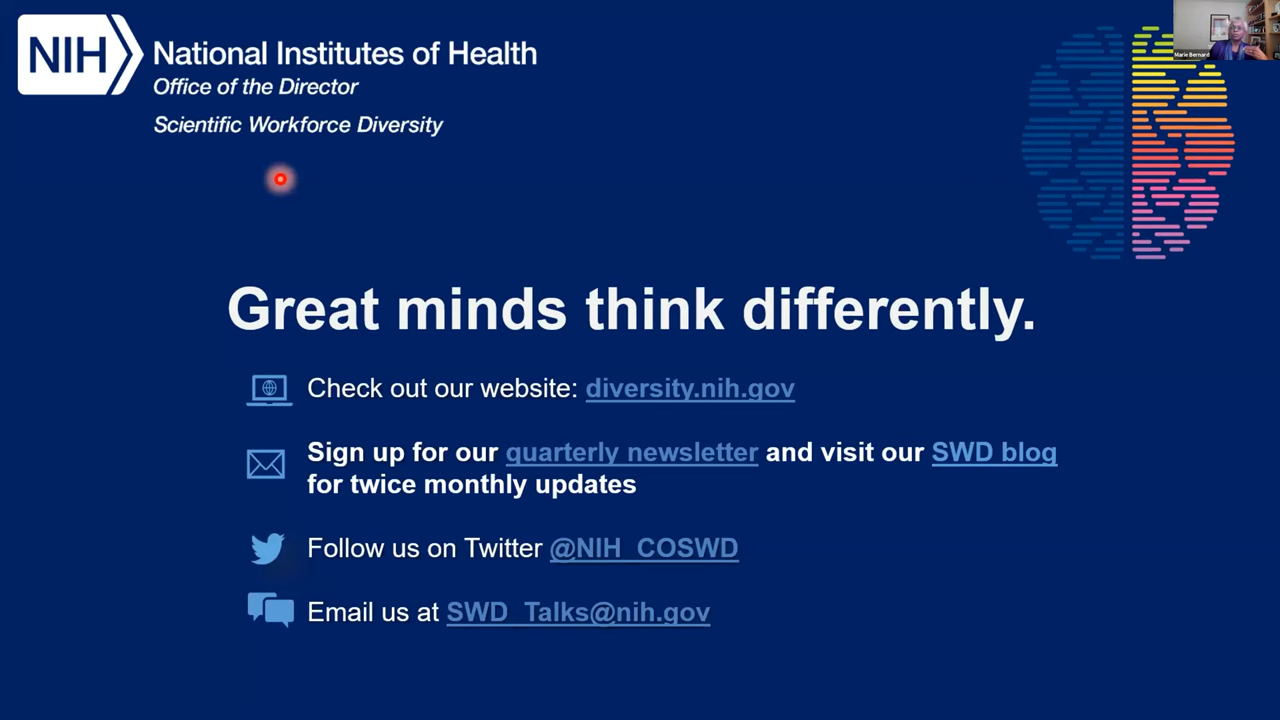 NIH
National Institutes of Health
Office of the Director
Scientific Workforce Diversity
Marie Bernard
Great minds think differently.
Check out our website: diversity.nih.gov
Sign up for our quarterly newsletter and visit our SWD blog
for twice monthly updates
Follow us on Twitter @NIH_COSWD
Email us at SWD_Talks@nih.gov